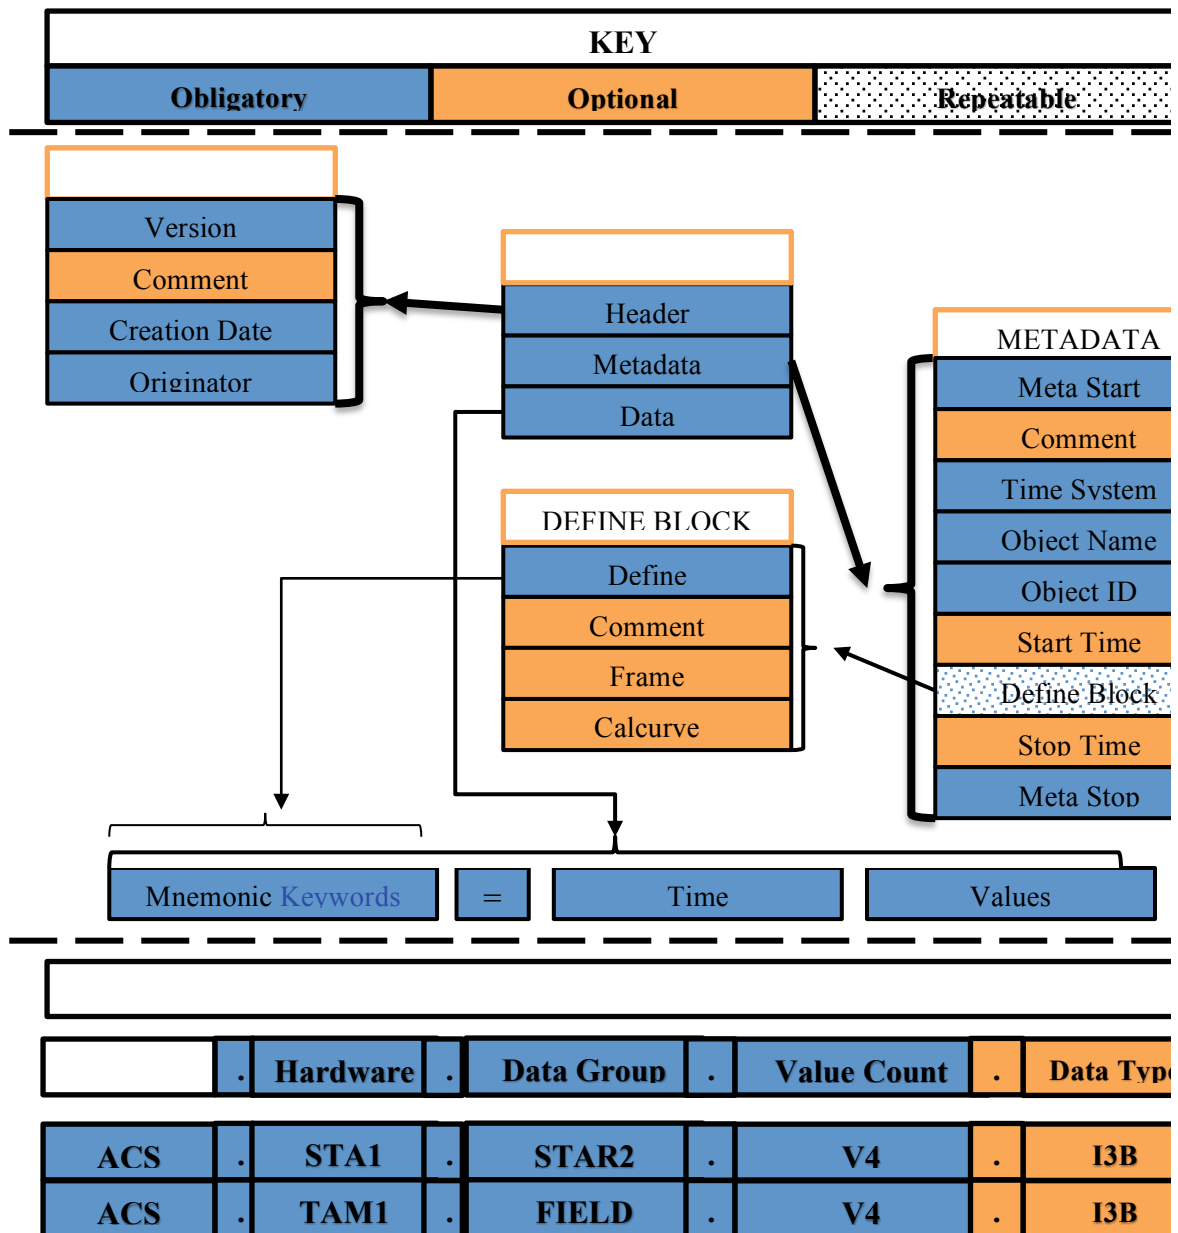 KEY
Obligatory Optional Repeatable
Version
Comment
Creation Date
Originator
Header
Metadata
Data
METADATA
Meta Start
Comment
Time System
Object Name
Object ID
Start Time
Define Block
Stop Time
Meta Stop
DEFINE BLOCK
Define
Comment
Frame
Calcurve
Mnemonic Keywords = Time Values
. Hardware . Data Group . Value Count . Data Type
ACS . STA1 . STAR2 . V4 . I3B
ACS . TAM1 . FIELD . V4 . I3B